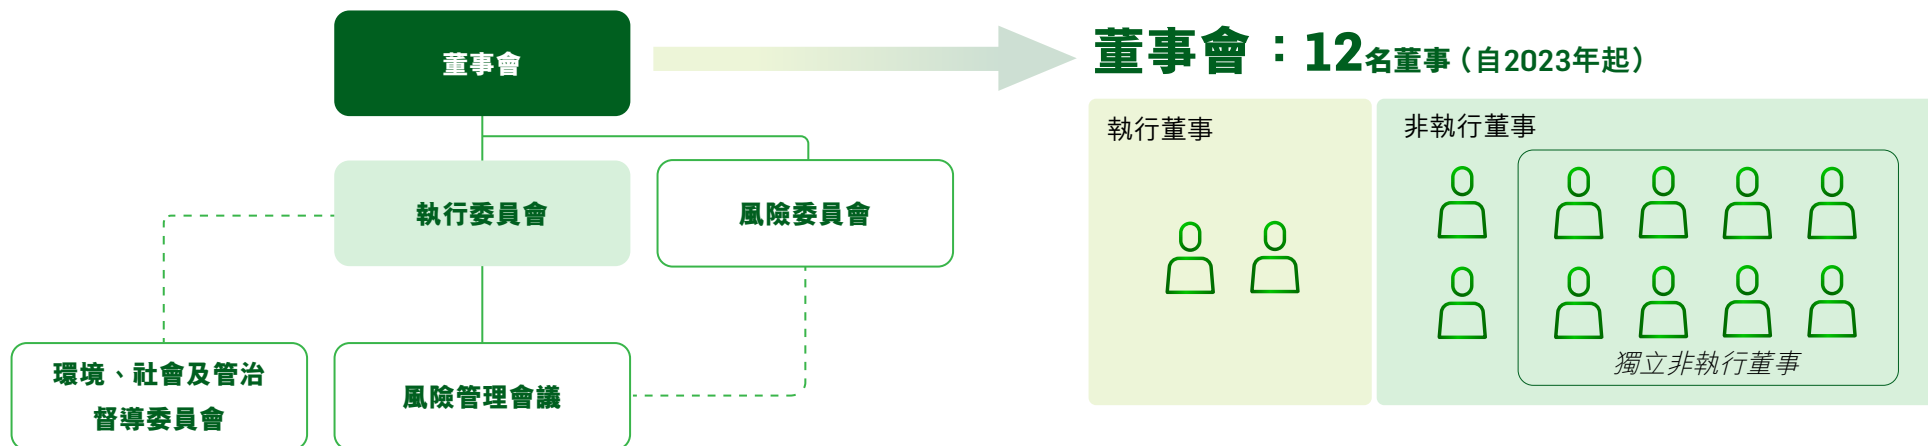 董事會
董事會：12名董事（自2023年起）
執行董事
非執行董事
執行委員會
風險委員會
獨立非執行董事
環境、社會及管治
督導委員會
風險管理會議